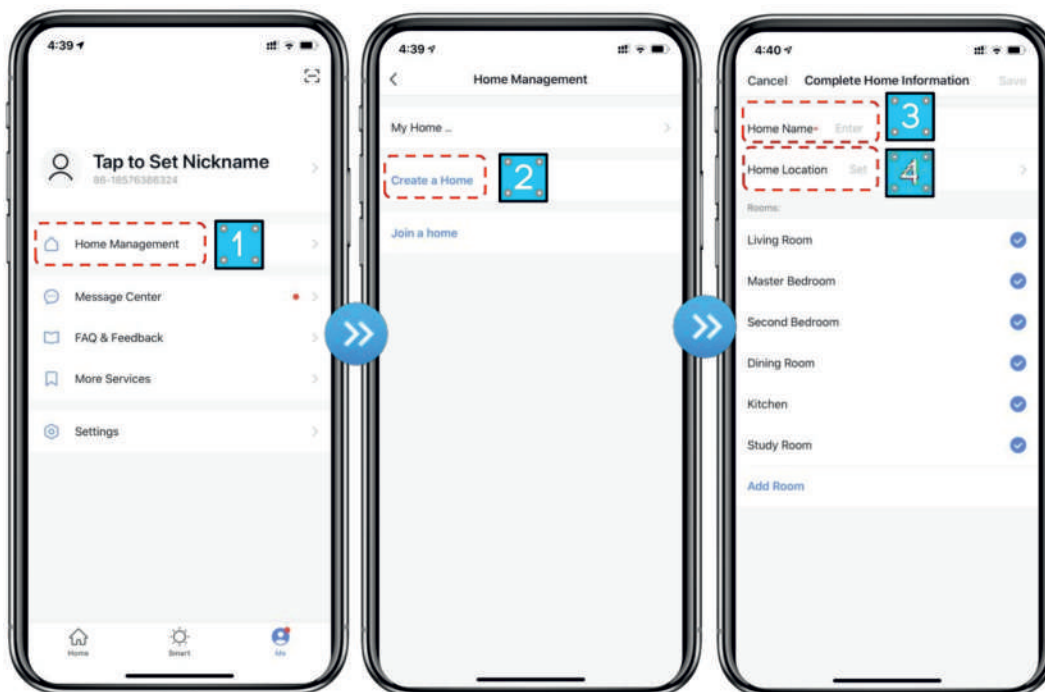 4:39
Tap to Set Nickname
86-18576386324
Home Management
1
Message Center
FAQ & Feedback
More Services
Settings
Home
Smart
Me
4:39
Home Management
My Home ...
Create a Home
2
Join a home
4:40
Cancel Complete Home Information Save
Home Name* Enter
3
Home Location Set
4
Rooms:
Living Room
Master Bedroom
Second Bedroom
Dining Room
Kitchen
Study Room
Add Room